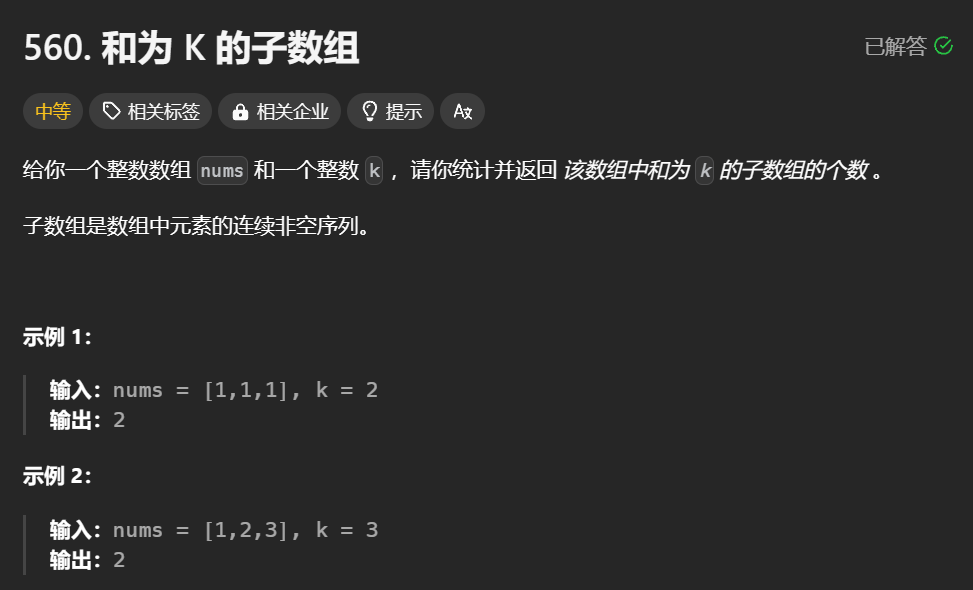 560. 和为 K 的子数组
已解答
中等 相关标签 相关企业 提示 Ax
给你一个整数数组 nums 和一个整数 k ，请你统计并返回 该数组中和为 k 的子数组的个数 。
子数组是数组中元素的连续非空序列。
示例 1：
输入：nums = [1,1,1], k = 2
输出：2
示例 2：
输入：nums = [1,2,3], k = 3
输出：2